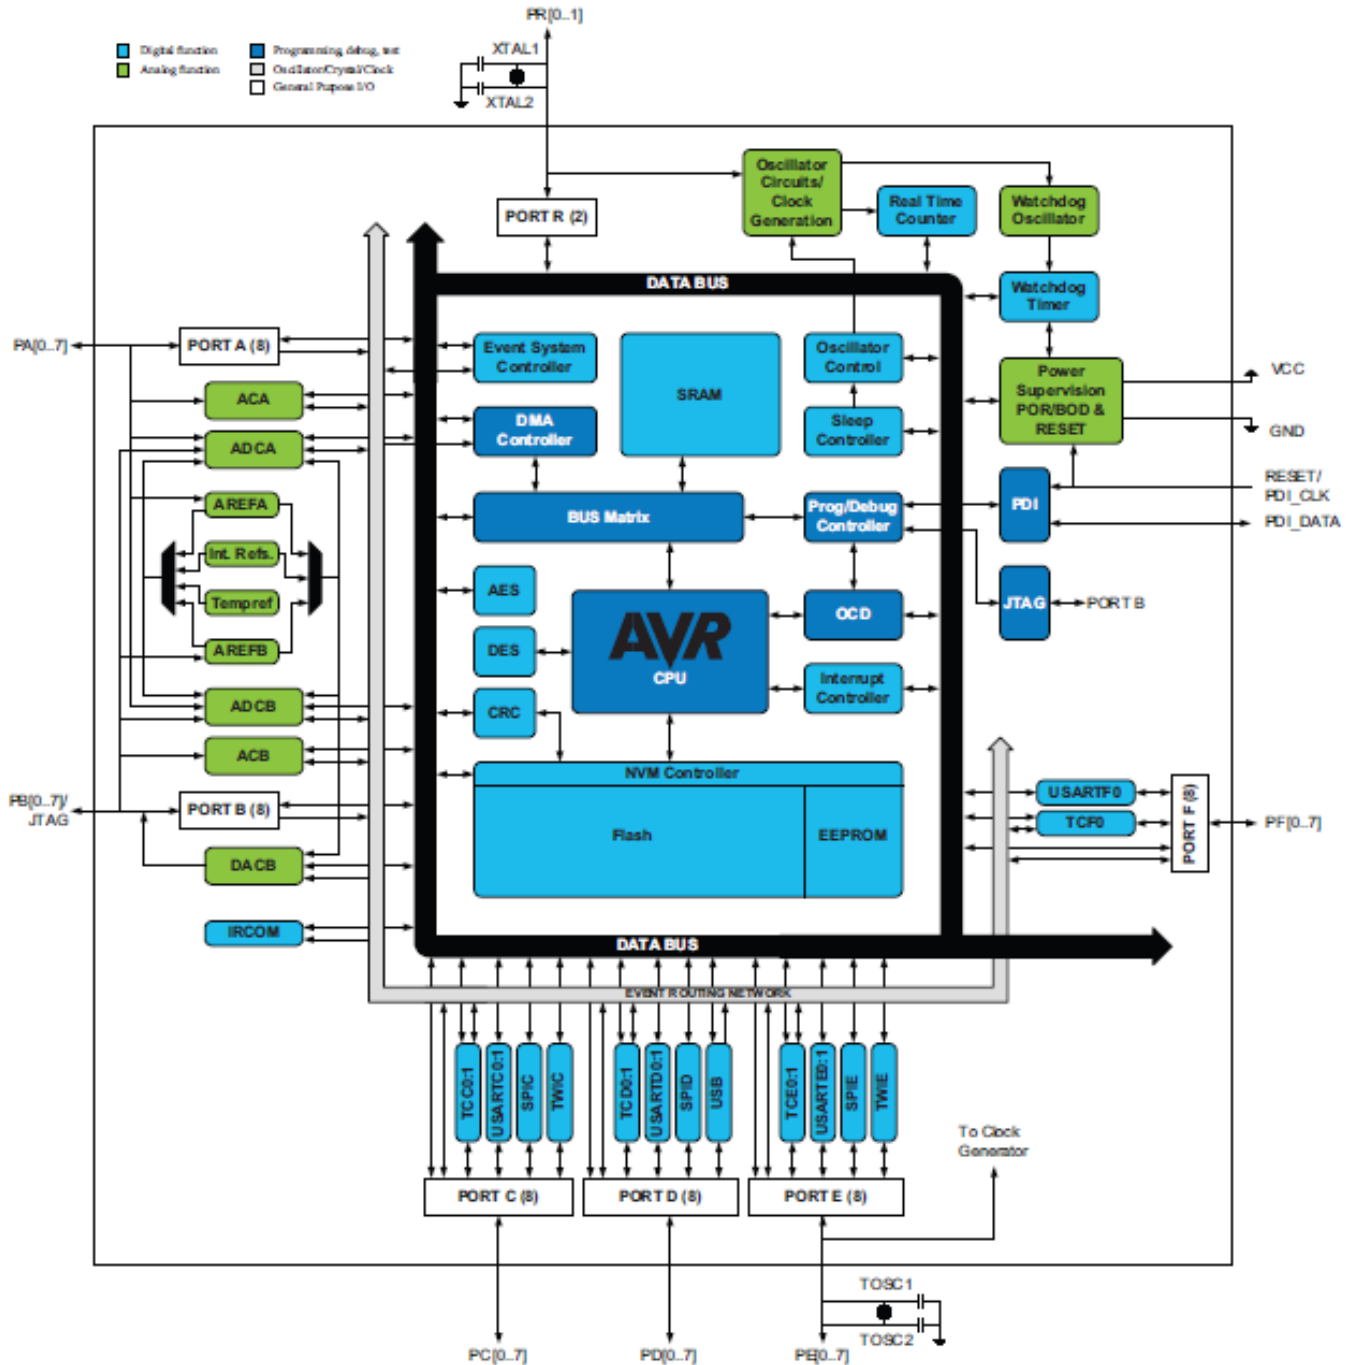 PR[0..1]
Digital function
Analog function
Programming, debug, test
Oscillator/Crystal/Clock
General Purpose I/O
XTAL1
XTAL2
PORT R (2)
Oscillator
Circuits/
Clock
Generation
Real Time
Counter
Watchdog
Oscillator
DATA BUS
Watchdog
Timer
PA[0..7]
PORT A (8)
Event System
Controller
SRAM
Oscillator
Control
Power
Supervision
POR/BOD &
RESET
VCC
GND
ACA
DMA
Controller
Sleep
Controller
ADCA
RESET/
PDI_CLK
PDI_DATA
AREFA
BUS Matrix
Prog/Debug
Controller
PDI
Int. Refs.
Tempref
AREFB
AES
DES
CRC
AVR
CPU
OCD
JTAG
PORT B
Interrupt
Controller
ADCB
ACB
NVM Controller
Flash
EEPROM
PB[0..7]/
JTAG
PORT B (8)
DACB
IRCOM
USARTF0
TCF0
PORT F (8)
PF[0..7]
DATA BUS
EVENT ROUTING NETWORK
TCC0:1
USARTC0:1
SPIC
TWIC
TCD0:1
USARTD0:1
SPID
USB
TCE0:1
USARTE0:1
SPIE
TWIE
To Clock
Generator
PORT C (8)
PORT D (8)
PORT E (8)
TOSC1
TOSC2
PC[0..7]
PD[0..7]
PE[0..7]